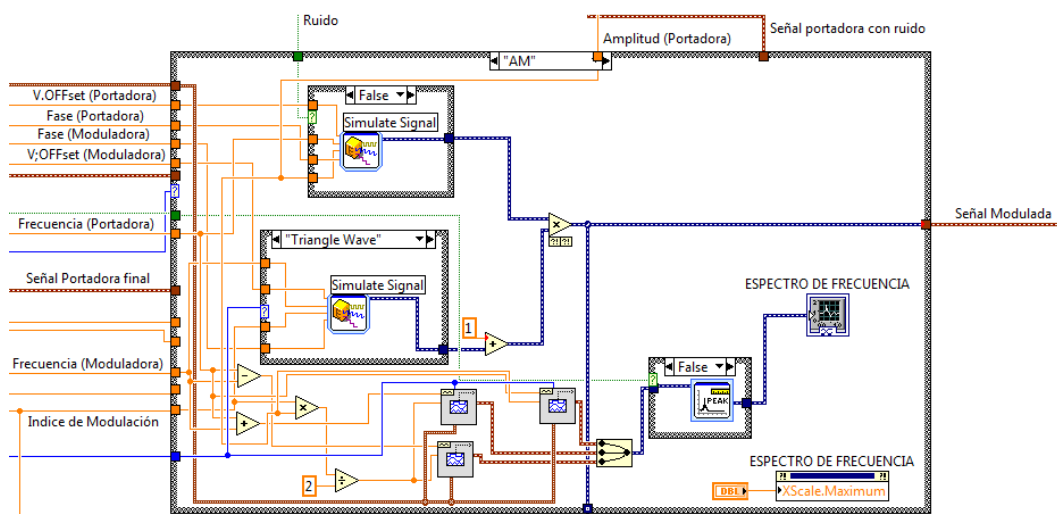 Ruido
Señal portadora con ruido
Amplitud (Portadora)
"AM"
V.OFFset (Portadora)
Fase (Portadora)
Fase (Moduladora)
V;OFFset (Moduladora)
Frecuencia (Portadora)
Señal Portadora final
Frecuencia (Moduladora)
Indice de Modulación
False
Simulate Signal
"Triangle Wave"
Simulate Signal
1
2
Señal Modulada
ESPECTRO DE FRECUENCIA
False
PEAK
ESPECTRO DE FRECUENCIA
DBL
XScale.Maximum